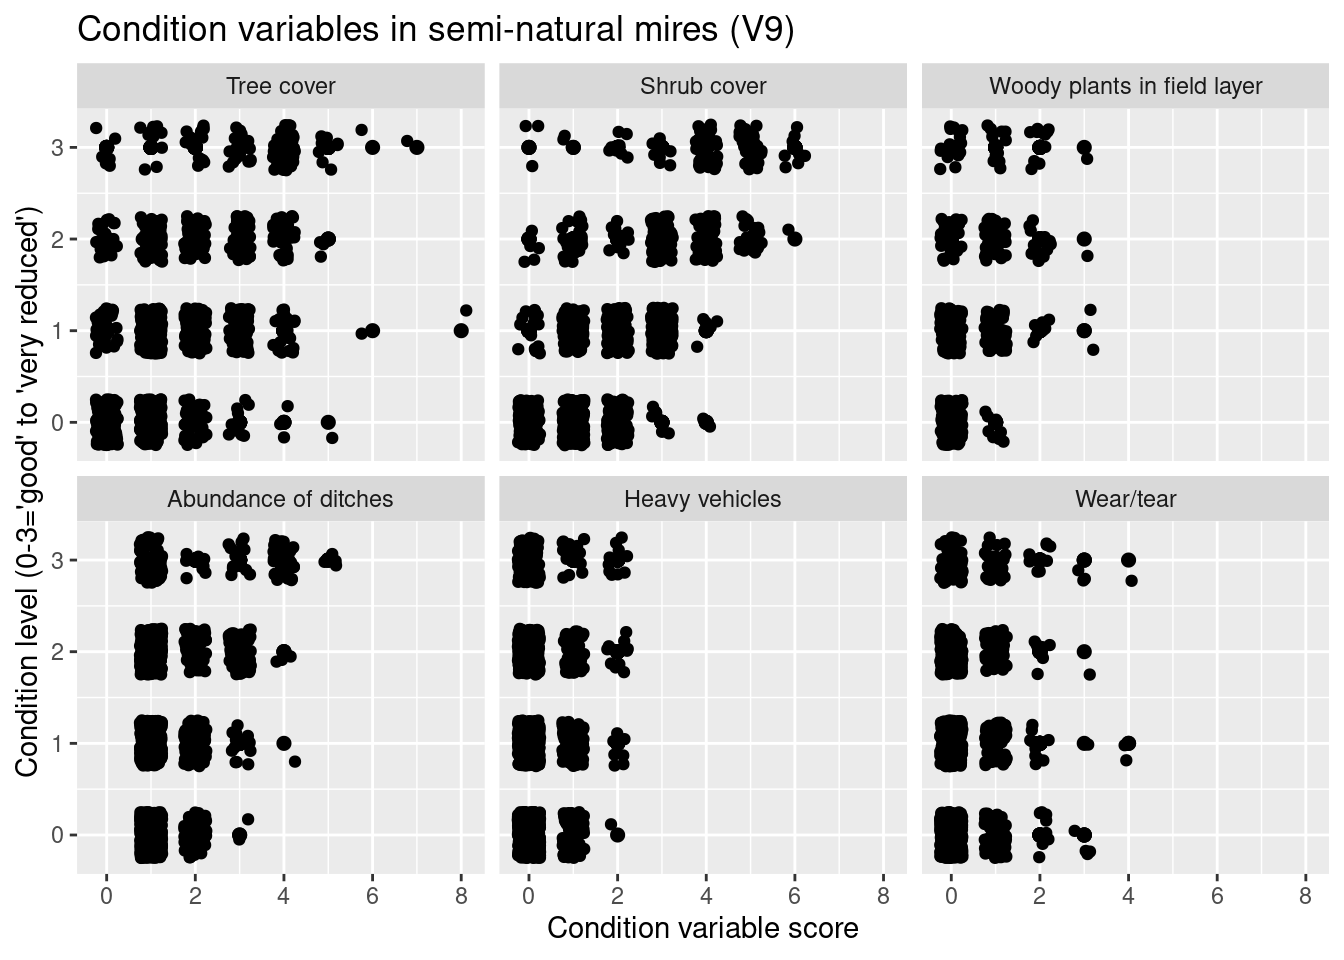 Condition variables in semi-natural mires (V9)
Tree cover
Shrub cover
Woody plants in field layer
3
2
1
0
Abundance of ditches
Heavy vehicles
Wear/tear
3
2
1
0
0 2 4 6 8
0 2 4 6 8
0 2 4 6 8
Condition variable score
Condition level (0-3='good' to 'very reduced')